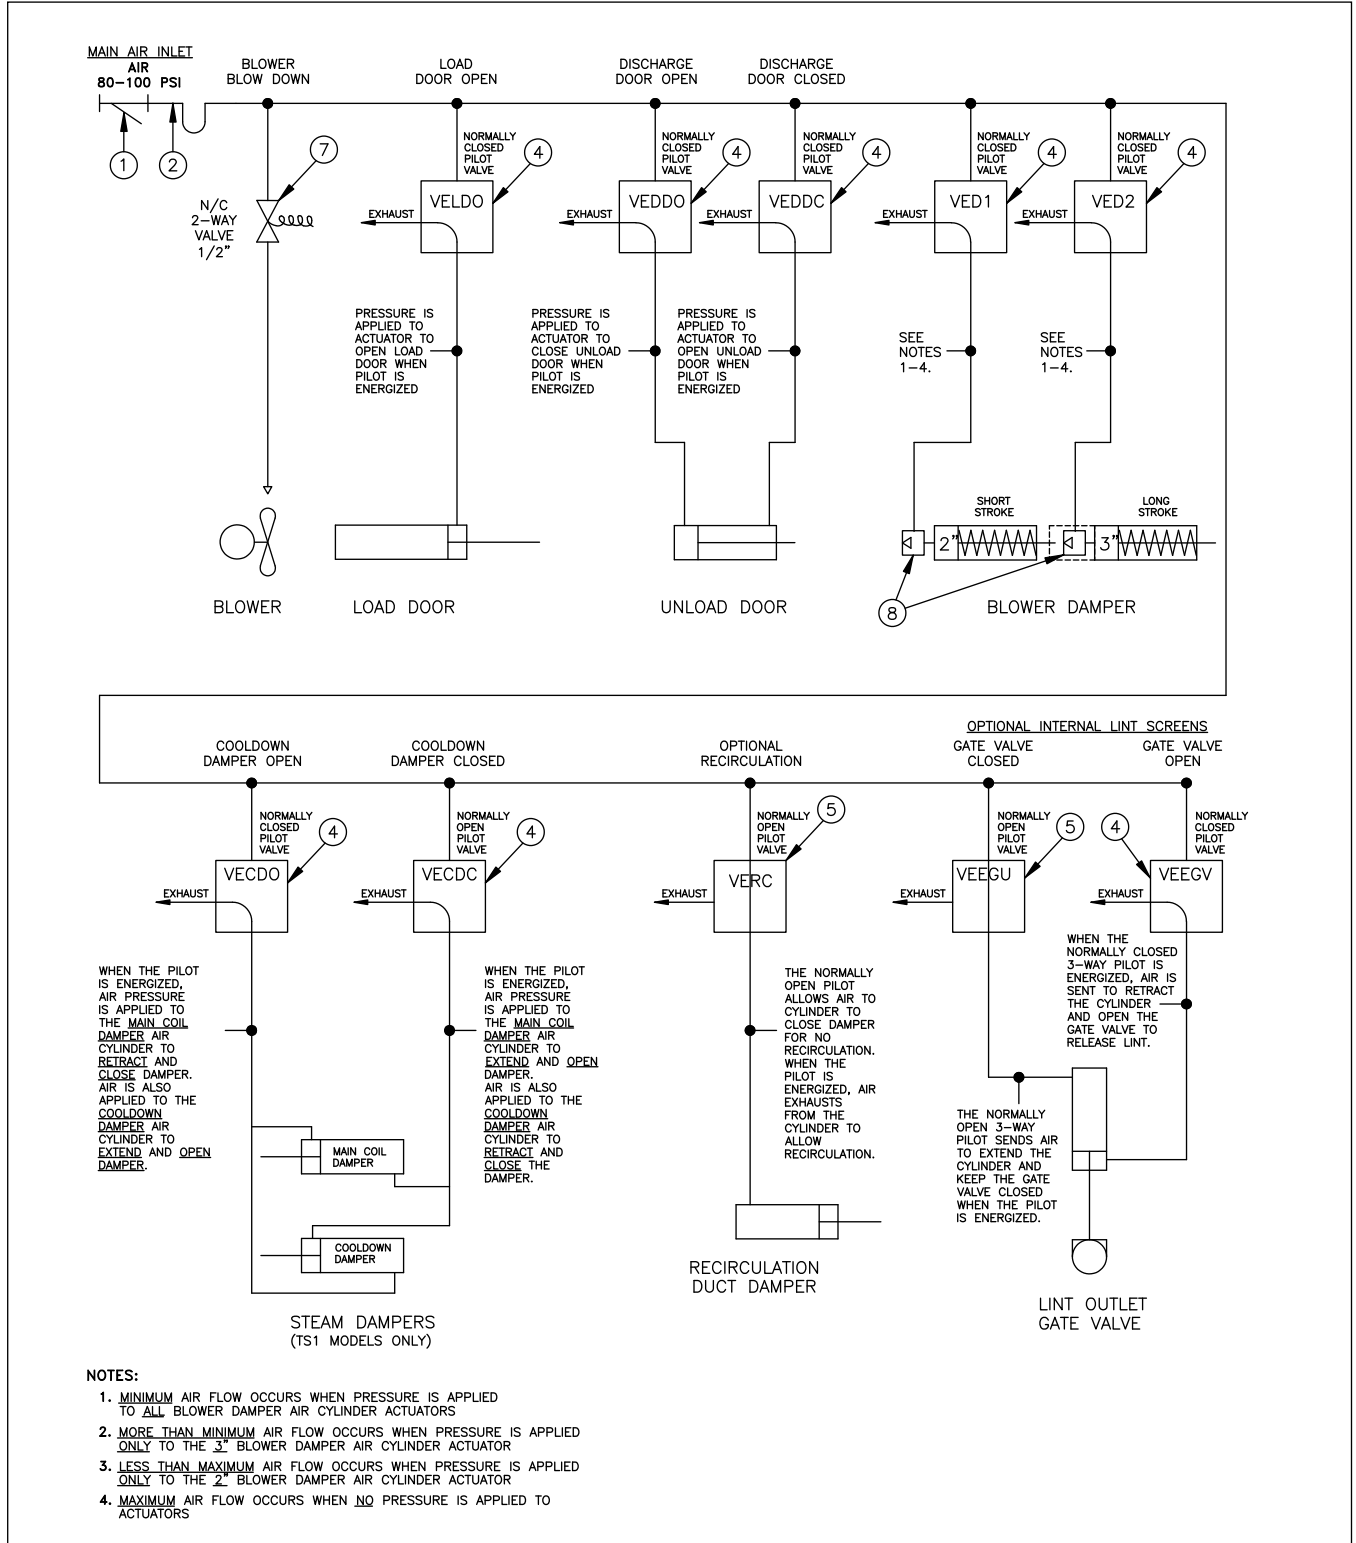 MAIN AIR INLET
AIR
80-100 PSI
1
2
BLOWER
BLOW DOWN
7
N/C
2-WAY
VALVE
1/2"
BLOWER
LOAD
DOOR OPEN
NORMALLY
CLOSED
PILOT
VALVE
4
VELDO
EXHAUST
PRESSURE IS
APPLIED TO
ACTUATOR TO
OPEN LOAD
DOOR WHEN
PILOT IS
ENERGIZED
LOAD DOOR
DISCHARGE
DOOR OPEN
NORMALLY
CLOSED
PILOT
VALVE
4
VEDDO
EXHAUST
PRESSURE IS
APPLIED TO
ACTUATOR TO
CLOSE UNLOAD
DOOR WHEN
PILOT IS
ENERGIZED
DISCHARGE
DOOR CLOSED
NORMALLY
CLOSED
PILOT
VALVE
4
VEDDC
EXHAUST
PRESSURE IS
APPLIED TO
ACTUATOR TO
OPEN UNLOAD
DOOR WHEN
PILOT IS
ENERGIZED
UNLOAD DOOR
NORMALLY
CLOSED
PILOT
VALVE
4
VED1
EXHAUST
SEE
NOTES
1-4.
NORMALLY
CLOSED
PILOT
VALVE
4
VED2
EXHAUST
SEE
NOTES
1-4.
SHORT
STROKE
2"
LONG
STROKE
3"
8
BLOWER DAMPER
COOLDOWN
DAMPER OPEN
NORMALLY
CLOSED
PILOT
VALVE
4
VECDO
EXHAUST
WHEN THE PILOT
IS ENERGIZED,
AIR PRESSURE
IS APPLIED TO
THE MAIN COIL
DAMPER AIR
CYLINDER TO
RETRACT AND
CLOSE DAMPER.
AIR IS ALSO
APPLIED TO THE
COOLDOWN
DAMPER AIR
CYLINDER TO
EXTEND AND OPEN
DAMPER.
COOLDOWN
DAMPER CLOSED
NORMALLY
OPEN
PILOT
VALVE
4
VECDC
EXHAUST
WHEN THE PILOT
IS ENERGIZED,
AIR PRESSURE
IS APPLIED TO
THE MAIN COIL
DAMPER AIR
CYLINDER TO
EXTEND AND OPEN
DAMPER.
AIR IS ALSO
APPLIED TO THE
COOLDOWN
DAMPER AIR
CYLINDER TO
RETRACT AND
CLOSE THE
DAMPER.
MAIN COIL
DAMPER
COOLDOWN
DAMPER
STEAM DAMPERS
(TS1 MODELS ONLY)
OPTIONAL
RECIRCULATION
NORMALLY
OPEN
PILOT
VALVE
5
VERC
EXHAUST
THE NORMALLY
OPEN PILOT
ALLOWS AIR TO
CYLINDER TO
CLOSE DAMPER
FOR NO
RECIRCULATION.
WHEN THE
PILOT IS
ENERGIZED, AIR
EXHAUSTS
FROM THE
CYLINDER TO
ALLOW
RECIRCULATION.
RECIRCULATION
DUCT DAMPER
OPTIONAL INTERNAL LINT SCREENS
GATE VALVE
CLOSED
NORMALLY
OPEN
PILOT
VALVE
5
VEEGU
EXHAUST
THE NORMALLY
OPEN 3-WAY
PILOT SENDS AIR
TO EXTEND THE
CYLINDER AND
KEEP THE GATE
VALVE CLOSED
WHEN THE PILOT
IS ENERGIZED.
GATE VALVE
OPEN
NORMALLY
CLOSED
PILOT
VALVE
4
VEEGV
EXHAUST
WHEN THE
NORMALLY CLOSED
3-WAY PILOT IS
ENERGIZED, AIR IS
SENT TO RETRACT
THE CYLINDER
AND OPEN THE
GATE VALVE TO
RELEASE LINT.
LINT OUTLET
GATE VALVE
NOTES:
1. MINIMUM AIR FLOW OCCURS WHEN PRESSURE IS APPLIED
TO ALL BLOWER DAMPER AIR CYLINDER ACTUATORS
2. MORE THAN MINIMUM AIR FLOW OCCURS WHEN PRESSURE IS APPLIED
ONLY TO THE 3" BLOWER DAMPER AIR CYLINDER ACTUATOR
3. LESS THAN MAXIMUM AIR FLOW OCCURS WHEN PRESSURE IS APPLIED
ONLY TO THE 2" BLOWER DAMPER AIR CYLINDER ACTUATOR
4. MAXIMUM AIR FLOW OCCURS WHEN NO PRESSURE IS APPLIED TO
ACTUATORS